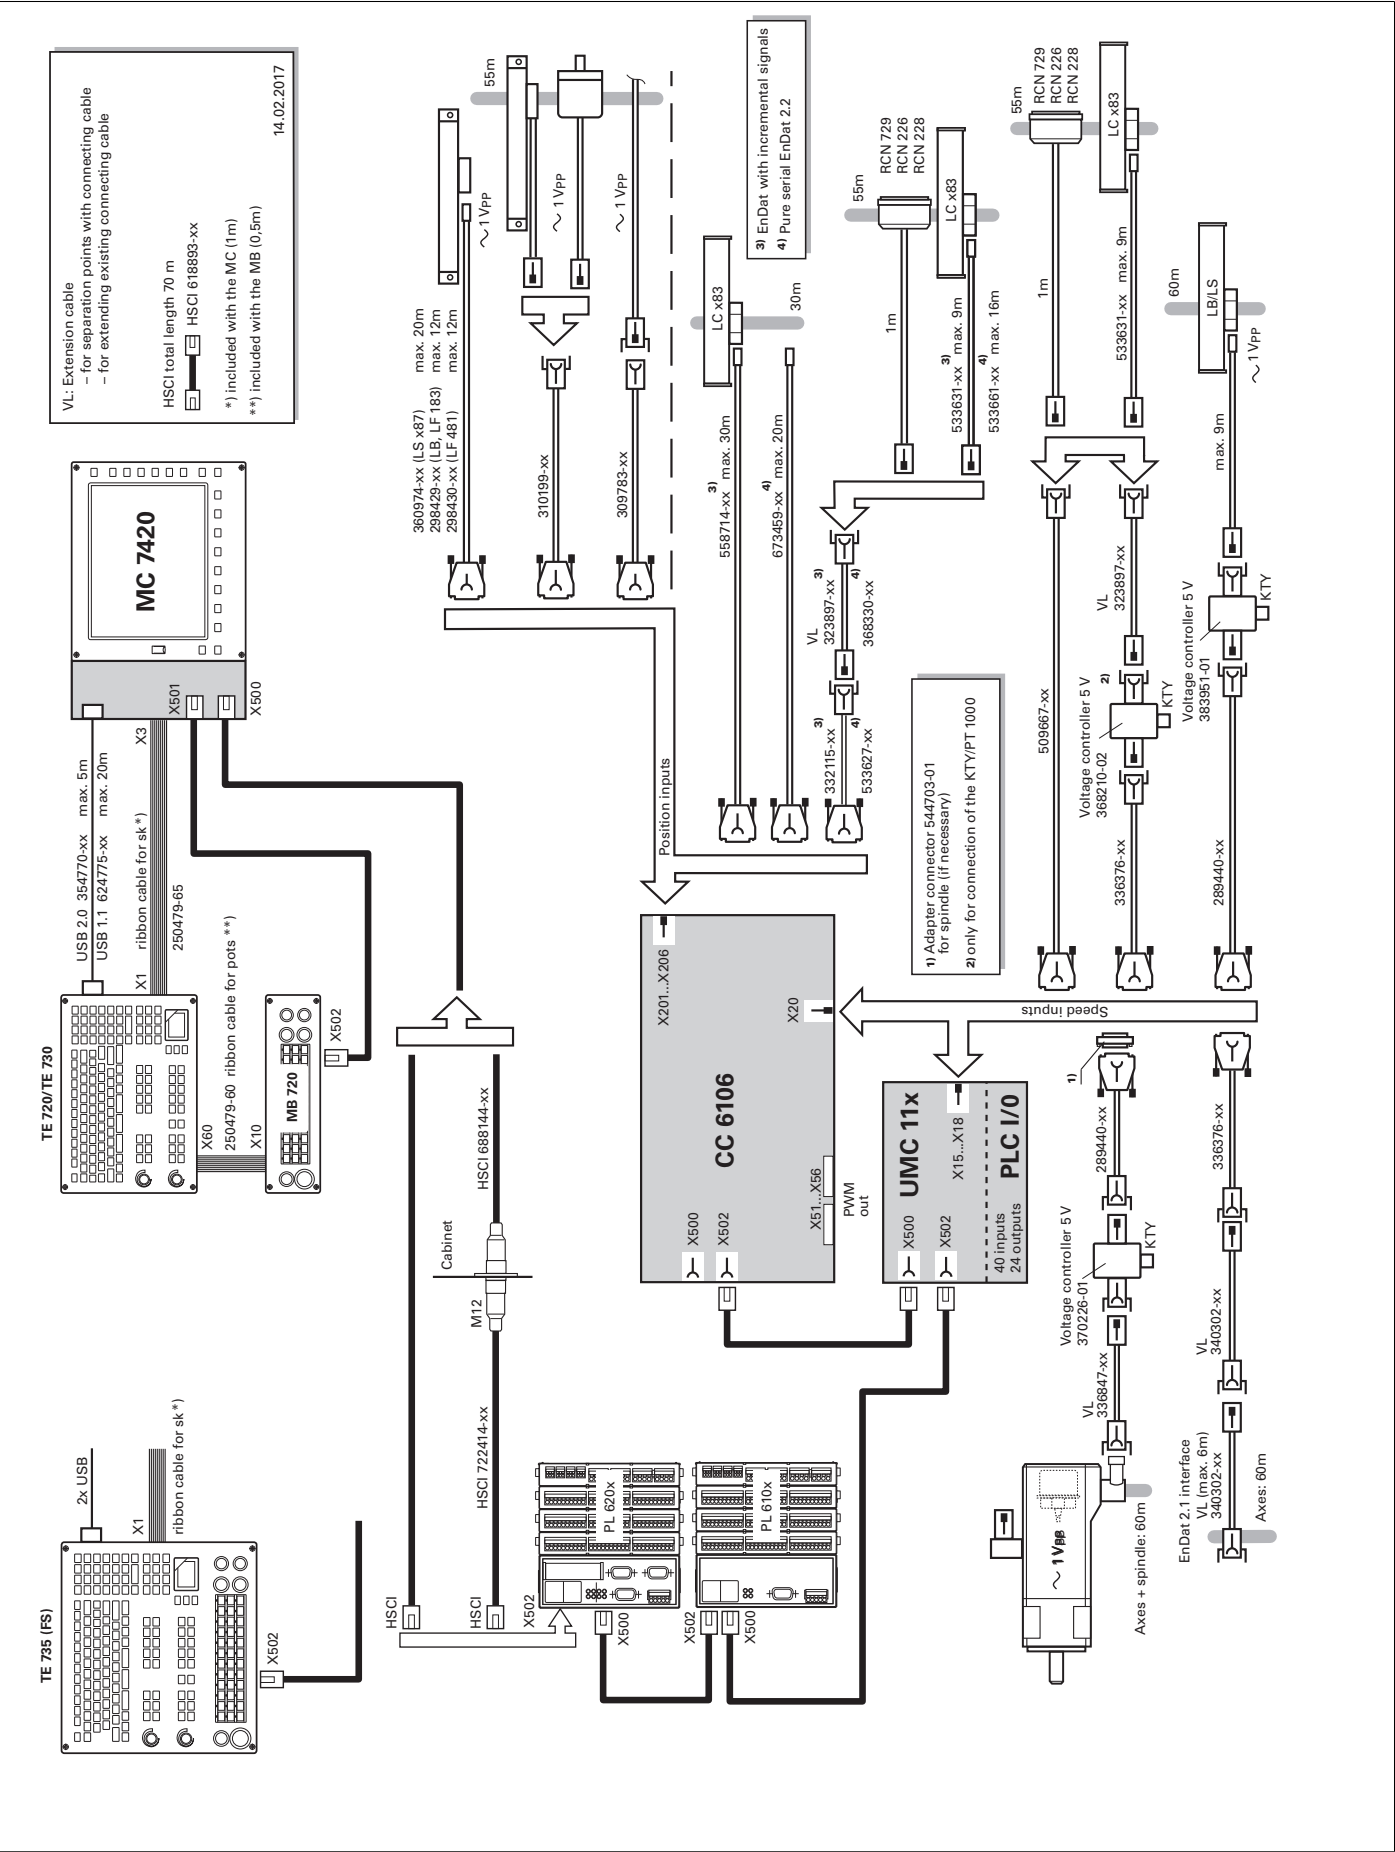 VL: Extension cable
– for separation points with connecting cable
– for extending existing connecting cable
HSCI total length 70 m
HSCI 618893-xx
*) included with the MC (1m)
**) included with the MB (0,5m)
14.02.2017
TE 735 (FS)
2x USB
X1
ribbon cable for sk *)
X502
TE 720/TE 730
USB 2.0 354770-xx max. 5m
USB 1.1 624775-xx max. 20m
X1
ribbon cable for sk*)
X3
250479-65
X60
250479-60 ribbon cable for pots **)
X10
MB 720
X502
MC 7420
X501
X500
HSCI
HSCI
HSCI 722414-xx
M12
Cabinet
HSCI 688144-xx
X502
PL 620x
X500
X502
PL 610x
X500
360974-xx (LS x87) max. 20m
298429-xx (LB, LF 183) max. 12m
298430-xx (LF 481) max. 12m
~ 1 VPP
55m
310199-xx
~ 1 VPP
309783-xx
~ 1 VPP
Position inputs
CC 6106
X201...X206
X20
X500
X502
X51...X56
PWM
out
UMC 11x
X500
X502
X15...X18
PLC I/0
40 inputs
24 outputs
3)
558714-xx max. 30m
LC x83
4)
673459-xx max. 20m
30m
3) EnDat with incremental signals
4) Pure serial EnDat 2.2
3)
332115-xx
4)
533627-xx
VL
3)
323897-xx
4)
368330-xx
1m
55m
RCN 729
RCN 226
RCN 228
3)
533631-xx max. 9m
4)
533661-xx max. 16m
LC x83
1) Adapter connector 544703-01
for spindle (if necessary)
2) only for connection of the KTY/PT 1000
Speed inputs
509667-xx
1m
55m
RCN 729
RCN 226
RCN 228
336376-xx
Voltage controller 5 V
368210-02
2)
KTY
VL
323897-xx
533631-xx max. 9m
LC x83
289440-xx
Voltage controller 5 V
383951-01
KTY
max. 9m
~ 1 VPP
LB/LS
60m
~ 1 VPP
Axes + spindle: 60m
VL
336847-xx
Voltage controller 5 V
370226-01
KTY
289440-xx
1)
EnDat 2.1 interface
VL (max. 6m)
340302-xx
Axes: 60m
VL
340302-xx
336376-xx